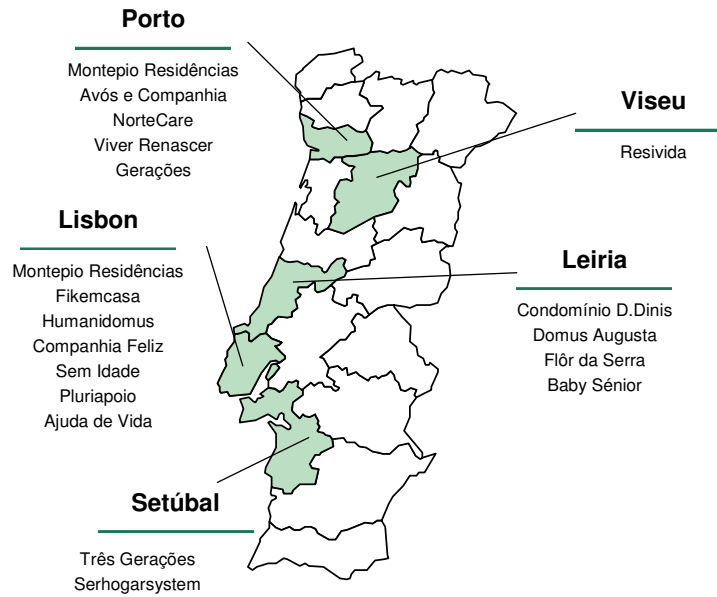 Porto
Montepio Residências
Avós e Companhia
NorteCare
Viver Renascer
Gerações
Viseu
Resivida
Lisbon
Montepio Residências
Fikemcasa
Humanidomus
Companhia Feliz
Sem Idade
Pluriapoio
Ajuda de Vida
Leiria
Condomínio D.Dinis
Domus Augusta
Flôr da Serra
Baby Sénior
Setúbal
Três Gerações
Serhogarsystem